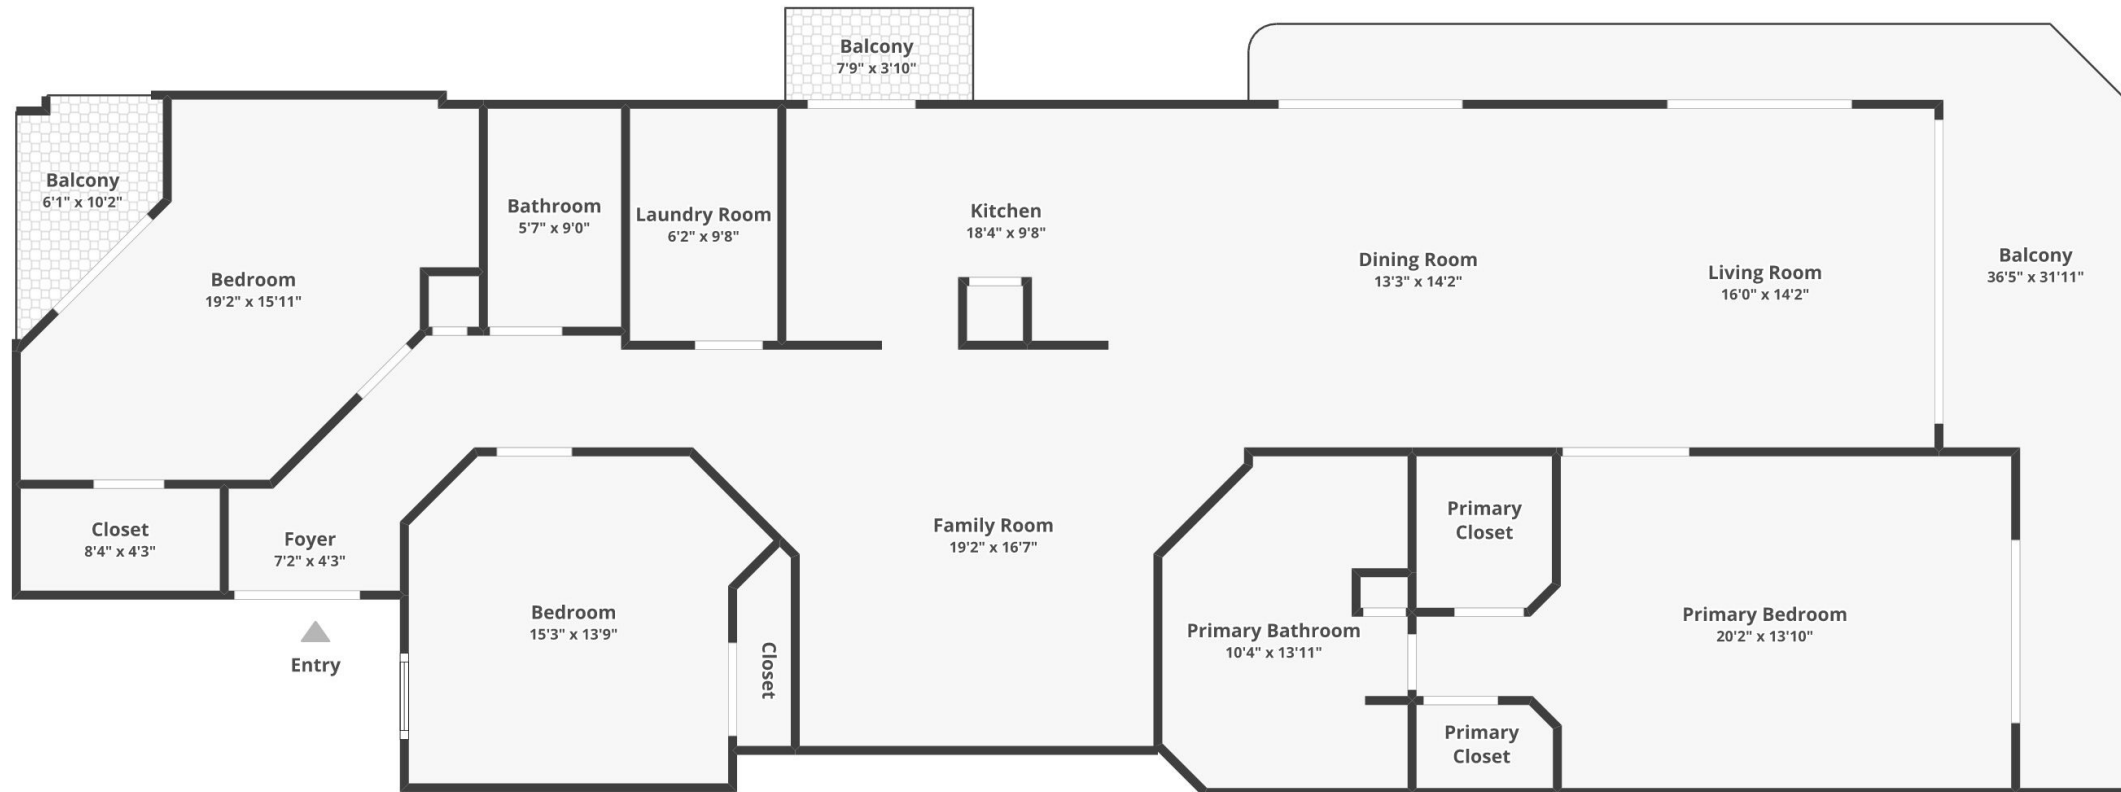 Balcony
7'9" x 3'10"
Balcony
6'1" x 10'2"
Bedroom
19'2" x 15'11"
Bathroom
5'7" x 9'0"
Laundry Room
6'2" x 9'8"
Kitchen
18'4" x 9'8"
Dining Room
13'3" x 14'2"
Living Room
16'0" x 14'2"
Balcony
36'5" x 31'11"
Closet
8'4" x 4'3"
Foyer
7'2" x 4'3"
Entry
Bedroom
15'3" x 13'9"
Closet
Family Room
19'2" x 16'7"
Primary Bathroom
10'4" x 13'11"
Primary
Closet
Primary Bedroom
20'2" x 13'10"
Primary
Closet